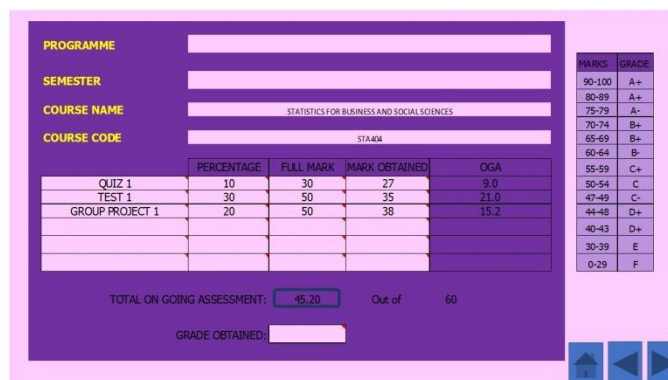 PROGRAMME
SEMESTER
COURSE NAME STATISTICS FOR BUSINESS AND SOCIAL SCIENCES
COURSE CODE STA404
PERCENTAGE FULL MARK MARK OBTAINED OGA
QUIZ 1 10 30 27 9.0
TEST 1 30 50 35 21.0
GROUP PROJECT 1 20 50 38 15.2
TOTAL ON GOING ASSESSMENT: 45.20 Out of 60
GRADE OBTAINED:
MARKS GRADE
90-100 A+
80-89 A+
75-79 A-
70-74 B+
65-69 B+
60-64 B-
55-59 C+
50-54 C
47-49 C-
44-48 D+
40-43 D+
30-39 E
0-29 F